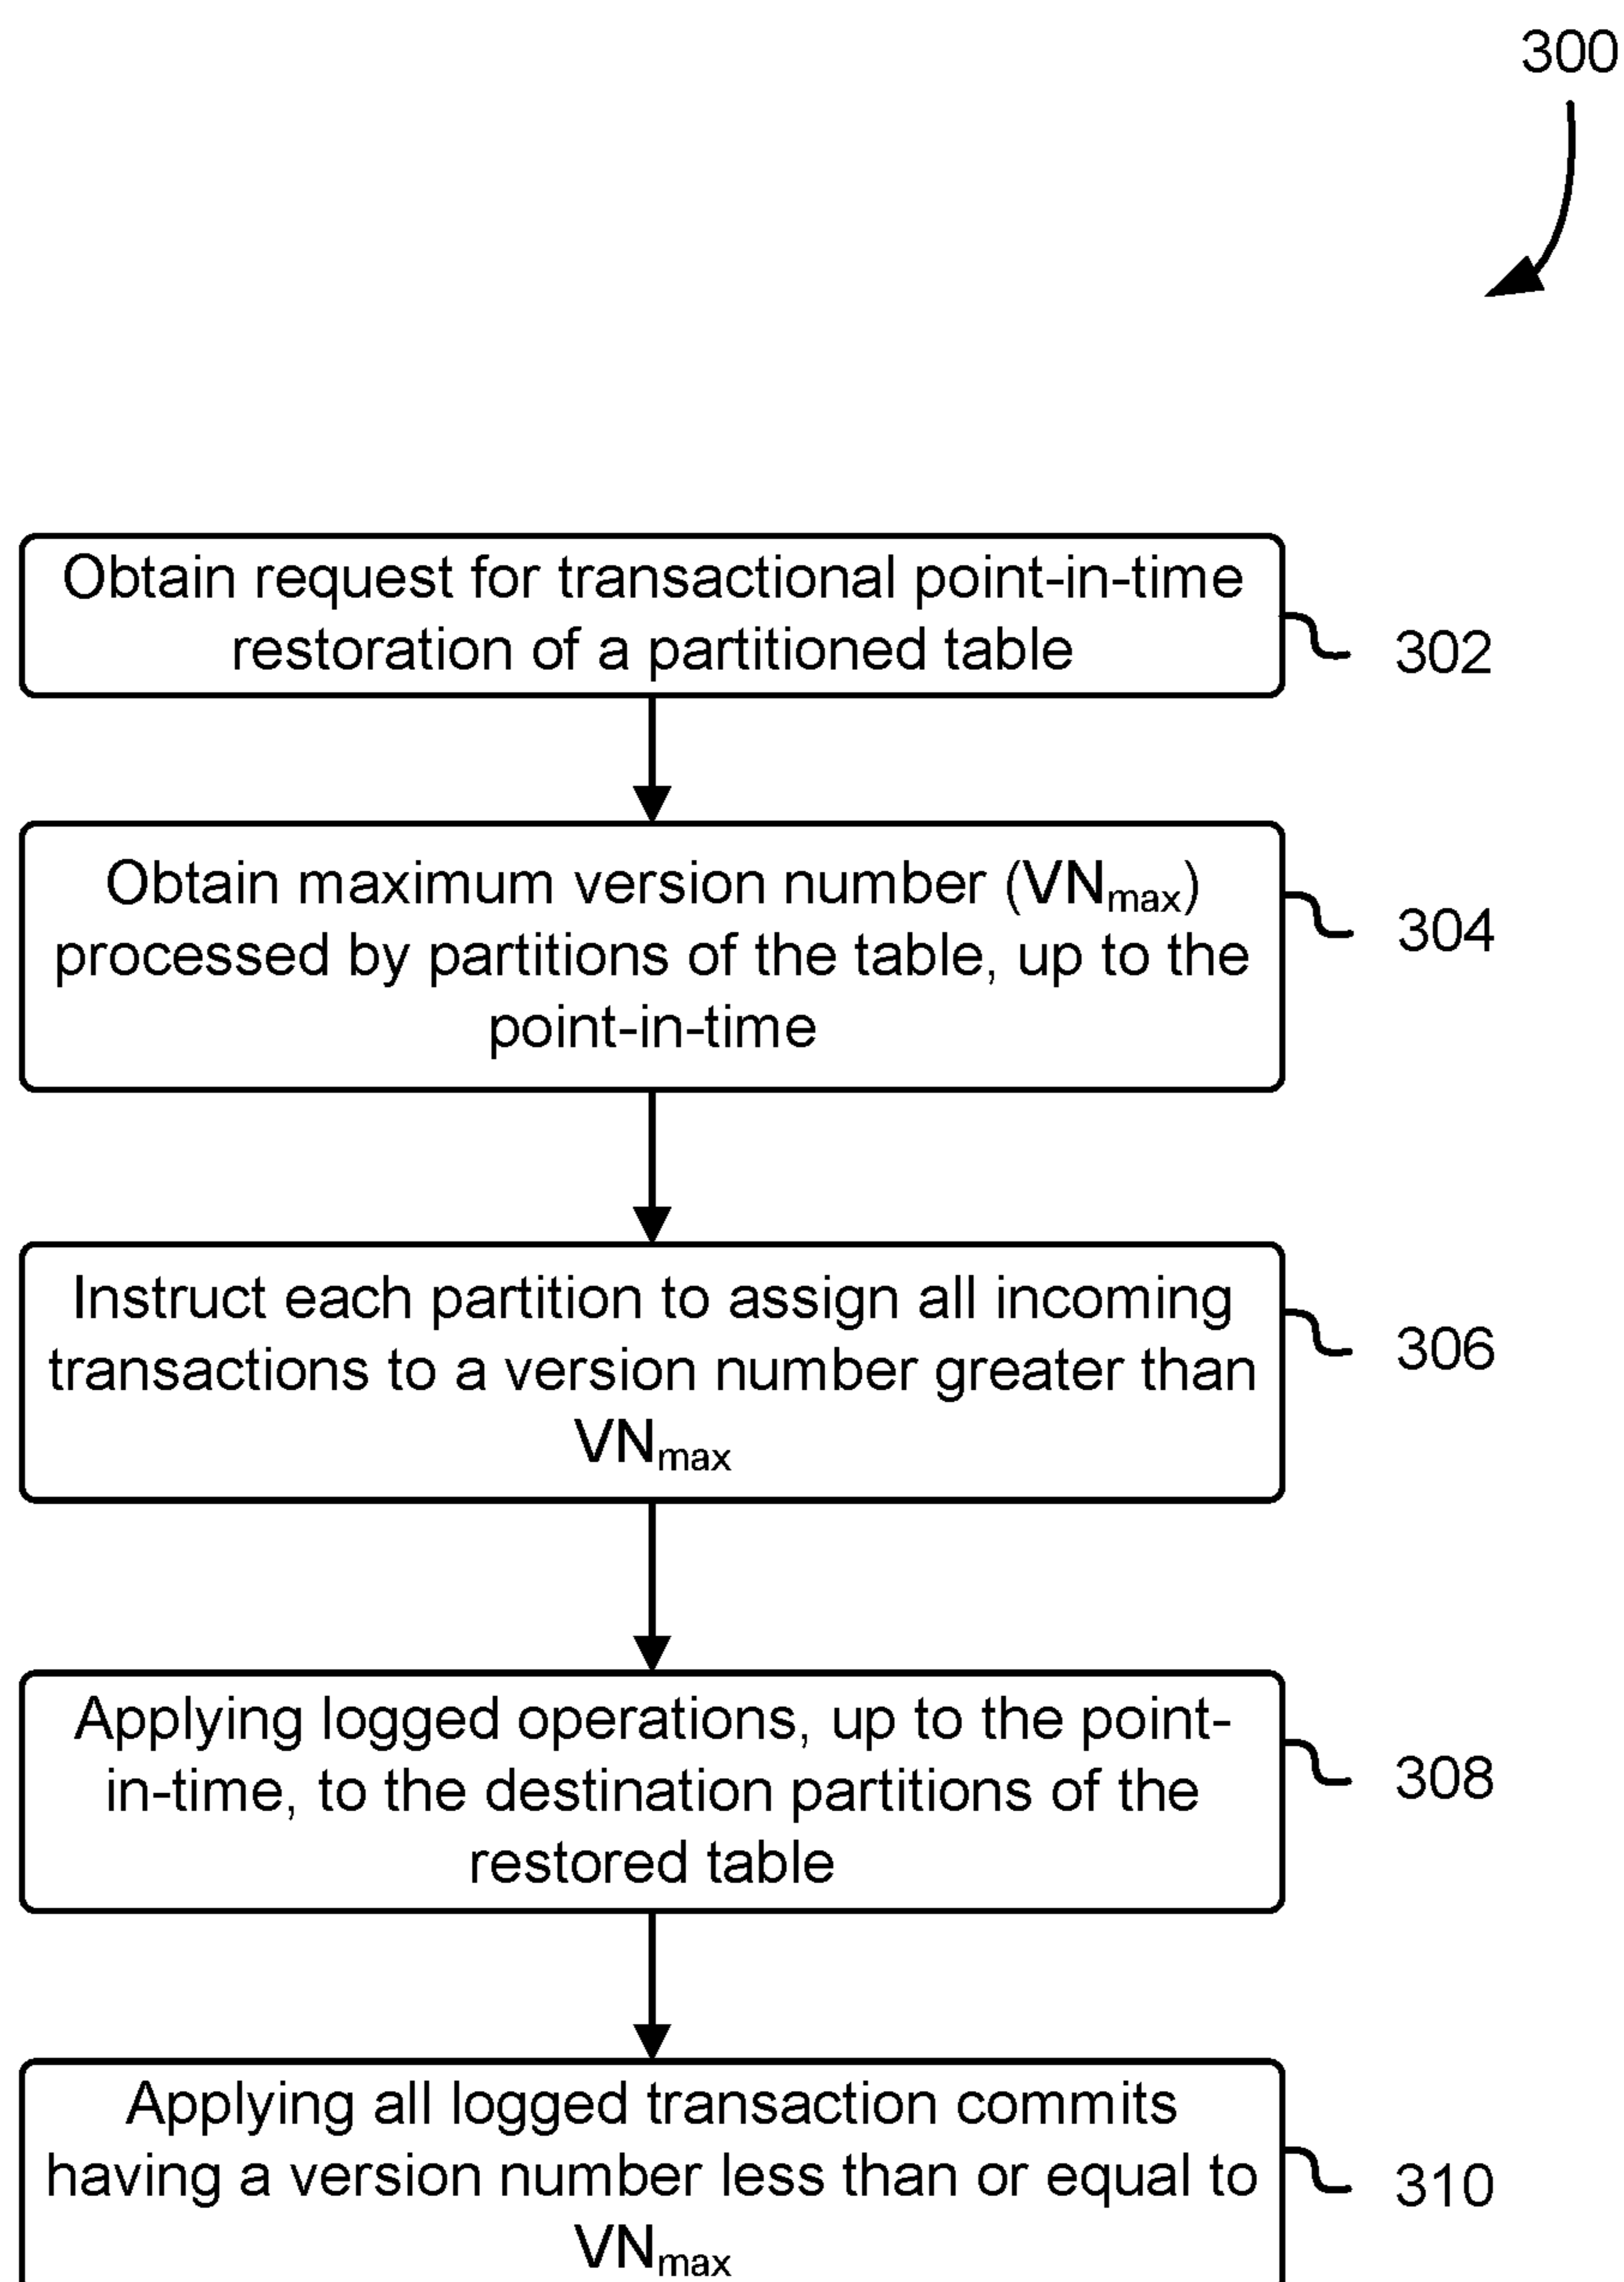 300
Obtain request for transactional point-in-time
restoration of a partitioned table
302
Obtain maximum version number (VNmax)
processed by partitions of the table, up to the
point-in-time
304
Instruct each partition to assign all incoming
transactions to a version number greater than
VNmax
306
Applying logged operations, up to the point-
in-time, to the destination partitions of the
restored table
308
Applying all logged transaction commits
having a version number less than or equal to
VNmax
310